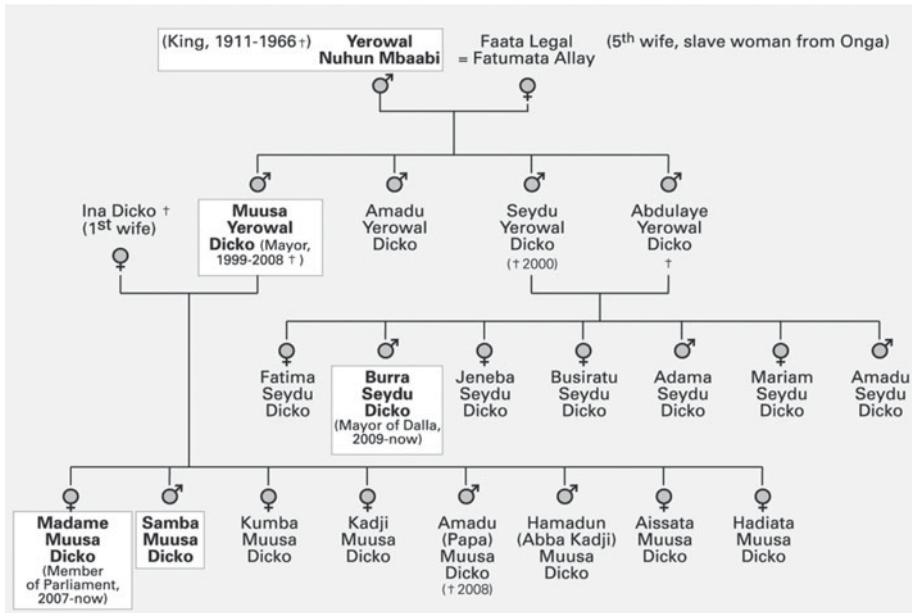 (King, 1911-1966 †) Yerowal
Nuhun Mbaabi
Faata Legal
= Fatumata Allay
(5th wife, slave woman from Onga)
Ina Dicko †
(1st wife)
Muusa
Yerowal
Dicko (Mayor,
1999-2008 † )
Amadu
Yerowal
Dicko
Seydu
Yerowal
Dicko
( † 2000)
Abdulaye
Yerowal
Dicko
†
Fatima
Seydu
Dicko
Burra
Seydu
Dicko
(Mayor of Dalla,
2009-now)
Jeneba
Seydu
Dicko
Busiratu
Seydu
Dicko
Adama
Seydu
Dicko
Mariam
Seydu
Dicko
Amadu
Seydu
Dicko
Madame
Muusa
Dicko
(Member
of Parliament,
2007-now)
Samba
Muusa
Dicko
Kumba
Muusa
Dicko
Kadji
Muusa
Dicko
Amadu
(Papa)
Muusa
Dicko
( † 2008)
Hamadun
(Abba Kadji)
Muusa
Dicko
Aissata
Muusa
Dicko
Hadiata
Muusa
Dicko